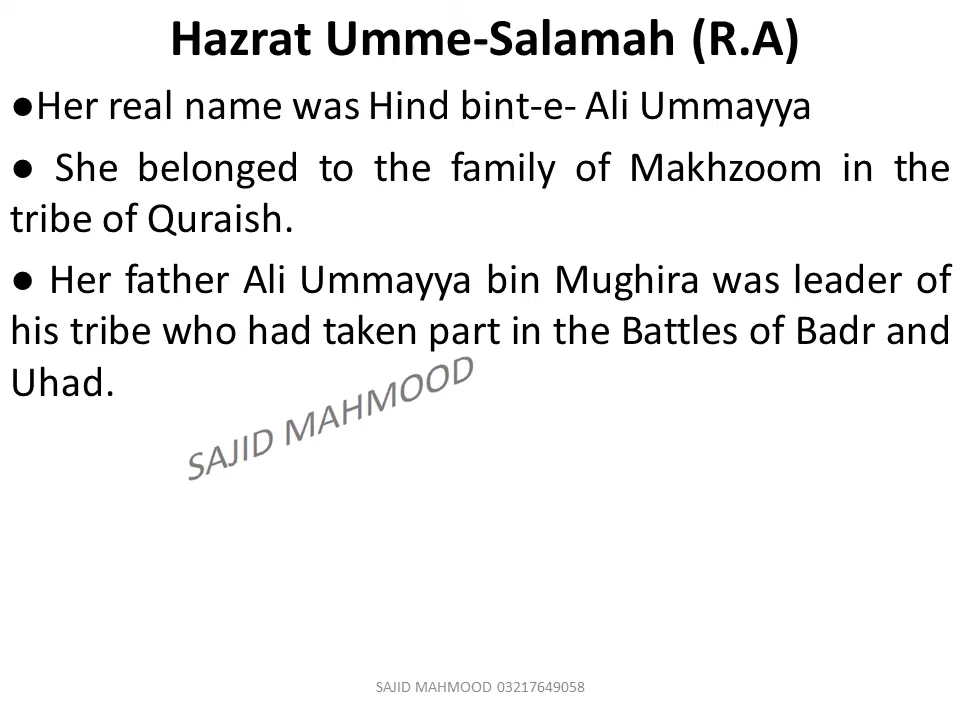 Hazrat Umme-Salamah (R.A)
●Her real name was Hind bint-e- Ali Ummayya
● She belonged to the family of Makhzoom in the
tribe of Quraish.
● Her father Ali Ummayya bin Mughira was leader of
his tribe who had taken part in the Battles of Badr and
Uhad.
SAJID MAHMOOD
SAJID MAHMOOD 03217649058